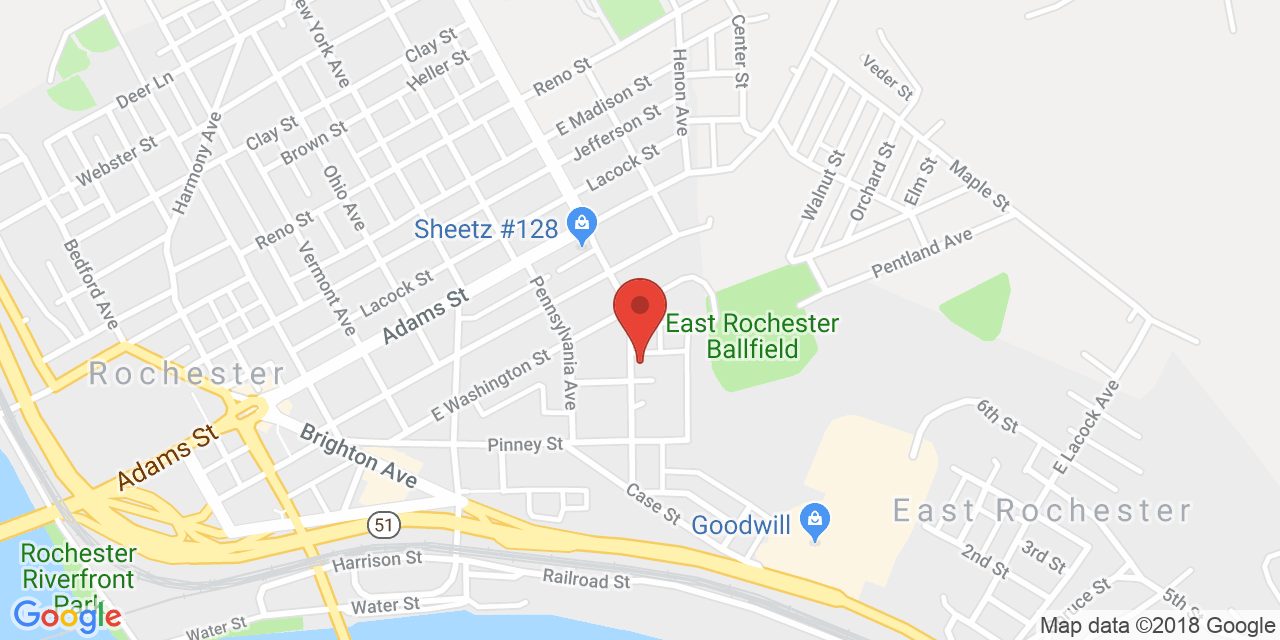 New York Ave
Clay St
Heller St
Reno St
Center St
Henon Ave
Veder St
Deer Ln
E Madison St
Jefferson St
Lacock St
Webster St
Harmony Ave
Clay St
Brown St
Ohio Ave
Walnut St
Orchard St
Elm St
Maple St
Reno St
Sheetz #128
Pentland Ave
Bedford Ave
Vermont Ave
Lacock St
Adams St
Pennsylvania Ave
East Rochester
Ballfield
Rochester
E Washington St
Pinney St
Brighton Ave
Adams St
6th St
E Lacock Ave
Case St
51
Goodwill
East Rochester
2nd St
3rd St
Rochester
Riverfront
Park
Harrison St
Railroad St
Water St
Water St
5th St
Google
Map data ©2018 Google